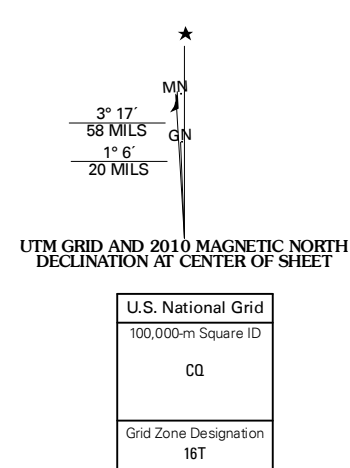 MN
3° 17´
58 MILS
GN
1° 6´
20 MILS
UTM GRID AND 2010 MAGNETIC NORTH
DECLINATION AT CENTER OF SHEET
U.S. National Grid
100,000-m Square ID
CQ
Grid Zone Designation
16T